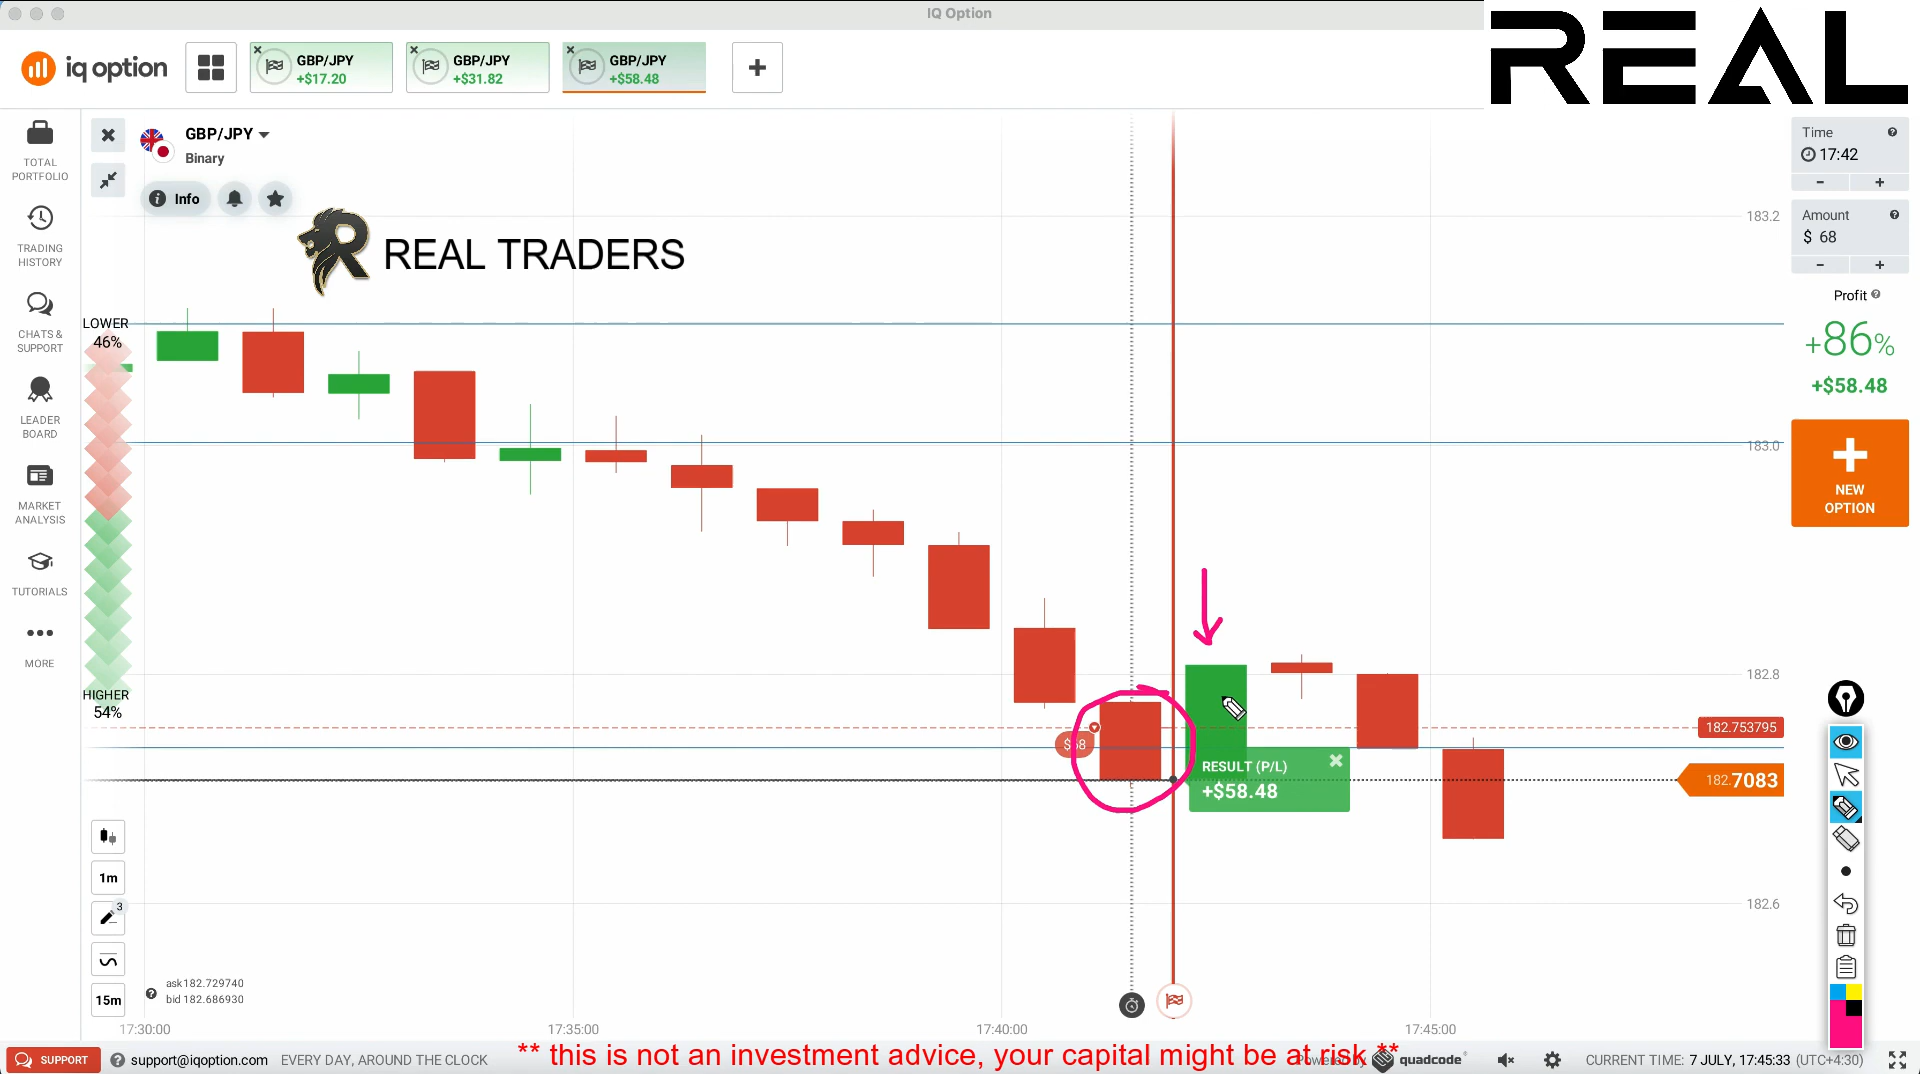 IQ Option
REAL
iq option
GBP/JPY
+$17.20
GBP/JPY
+$31.82
GBP/JPY
+$58.48
TOTAL
PORTFOLIO
TRADING
HISTORY
CHATS &
SUPPORT
LEADER
BOARD
MARKET
ANALYSIS
TUTORIALS
MORE
GBP/JPY
Binary
Info
REAL TRADERS
LOWER
46%
HIGHER
54%
183.2
183.0
182.8
182.753795
182.7083
182.6
RESULT (P/L)
+$58.48
Time
17:42
- +
Amount
$ 68
- +
Profit
+86%
+$58.48
NEW
OPTION
1m
3
15m
ask182.729740
bid 182.686930
17:30:00
17:35:00
17:40:00
17:45:00
SUPPORT
support@iqoption.com
EVERY DAY, AROUND THE CLOCK
** this is not an investment advice, your capital might be at risk **
quadcode
CURRENT TIME: 7 JULY, 17:45:33 (UTC+4:30)